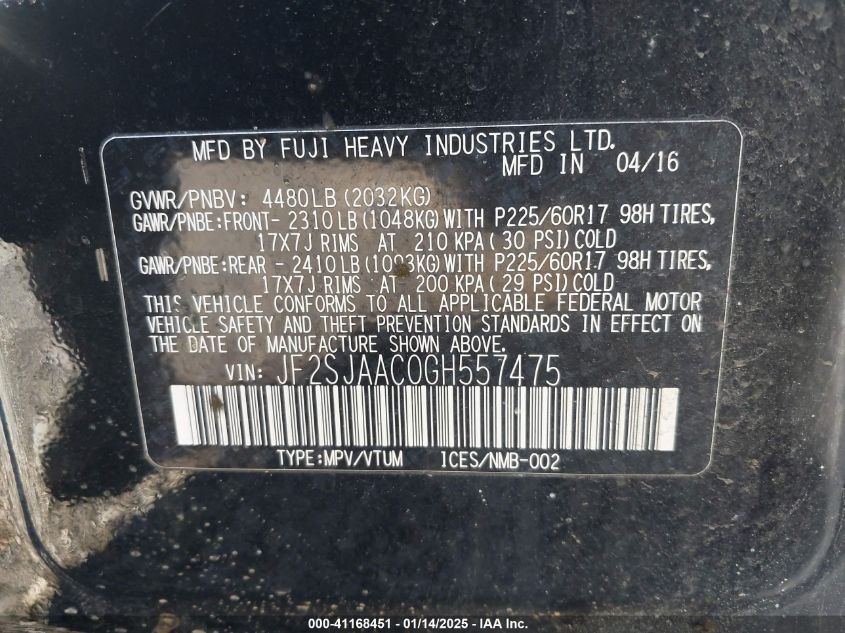 MFD BY FUJI HEAVY INDUSTRIES LTD.
MFD IN 04/16
GVWR/PNBV: 4480LB(2032KG)
GAWR/PNBE:FRONT- 2310LB(1048KG)WITH P225/60R17 98H TIRES,
17X7J RIMS AT 210 KPA(30 PSI)COLD
GAWR/PNBE:REAR - 2410LB(1093KG)WITH P225/60R17 98H TIRES,
17X7J RIMS AT 200 KPA(29 PSI)COLD
THIS VEHICLE CONFORMS TO ALL APPLICABLE FEDERAL MOTOR
VEHICLE SAFETY AND THEFT PREVENTION STANDARDS IN EFFECT ON
THE DATE OF MANUFACTURE SHOWN ABOVE.
VIN: JF2SJAAC0GH557475
TYPE:MPV/VTUM ICES/NMB-002
000-41168451 - 01/14/2025 - IAA Inc.